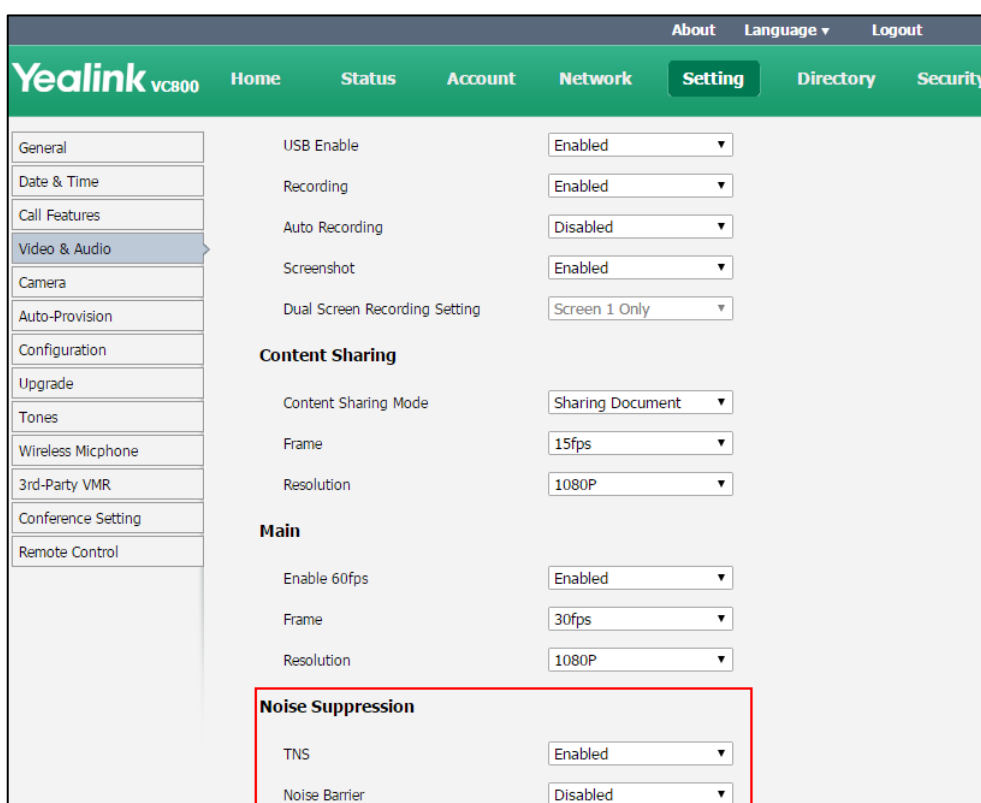 About Language ▾ Logout
Yealink VC800 Home Status Account Network Setting Directory Security
General
Date & Time
Call Features
Video & Audio
Camera
Auto-Provision
Configuration
Upgrade
Tones
Wireless Micphone
3rd-Party VMR
Conference Setting
Remote Control
USB Enable Enabled
Recording Enabled
Auto Recording Disabled
Screenshot Enabled
Dual Screen Recording Setting Screen 1 Only
Content Sharing
Content Sharing Mode Sharing Document
Frame 15fps
Resolution 1080P
Main
Enable 60fps Enabled
Frame 30fps
Resolution 1080P
Noise Suppression
TNS Enabled
Noise Barrier Disabled